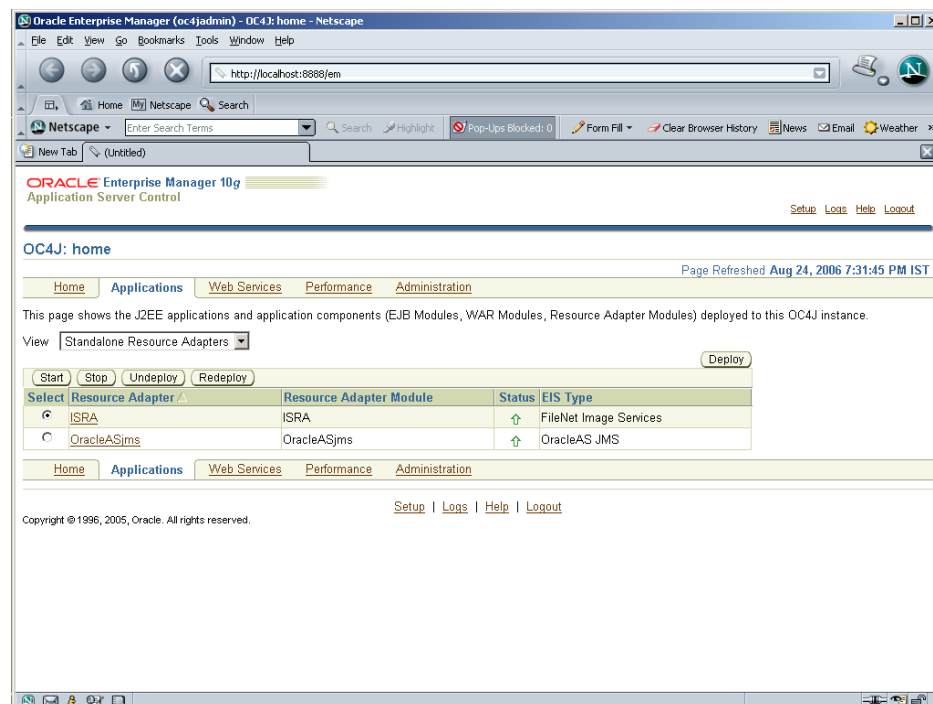 Oracle Enterprise Manager (oc4jadmin) - OC4J: home - Netscape
File Edit View Go Bookmarks Tools Window Help
http://localhost:8888/em
Home My Netscape Search
Netscape Enter Search Terms Search Highlight Pop-Ups Blocked: 0 Form Fill Clear Browser History News Email Weather
New Tab (Untitled)
ORACLE Enterprise Manager 10g
Application Server Control
Setup Logs Help Logout
OC4J: home
Page Refreshed Aug 24, 2006 7:31:45 PM IST
Home Applications Web Services Performance Administration
This page shows the J2EE applications and application components (EJB Modules, WAR Modules, Resource Adapter Modules) deployed to this OC4J instance.
View Standalone Resource Adapters
Deploy
Start Stop Undeploy Redeploy
Select Resource Adapter Resource Adapter Module Status EIS Type
ISRA ISRA FileNet Image Services
OracleASjms OracleASjms OracleAS JMS
Home Applications Web Services Performance Administration
Setup | Logs | Help | Logout
Copyright © 1996, 2005, Oracle. All rights reserved.